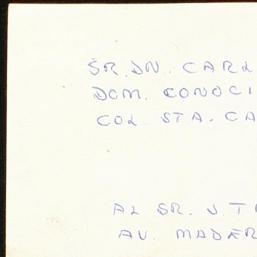 SR. DN. CARL
DOM. CONOCI
COL. STA. CA
AL SR. J. T
AV. MADER